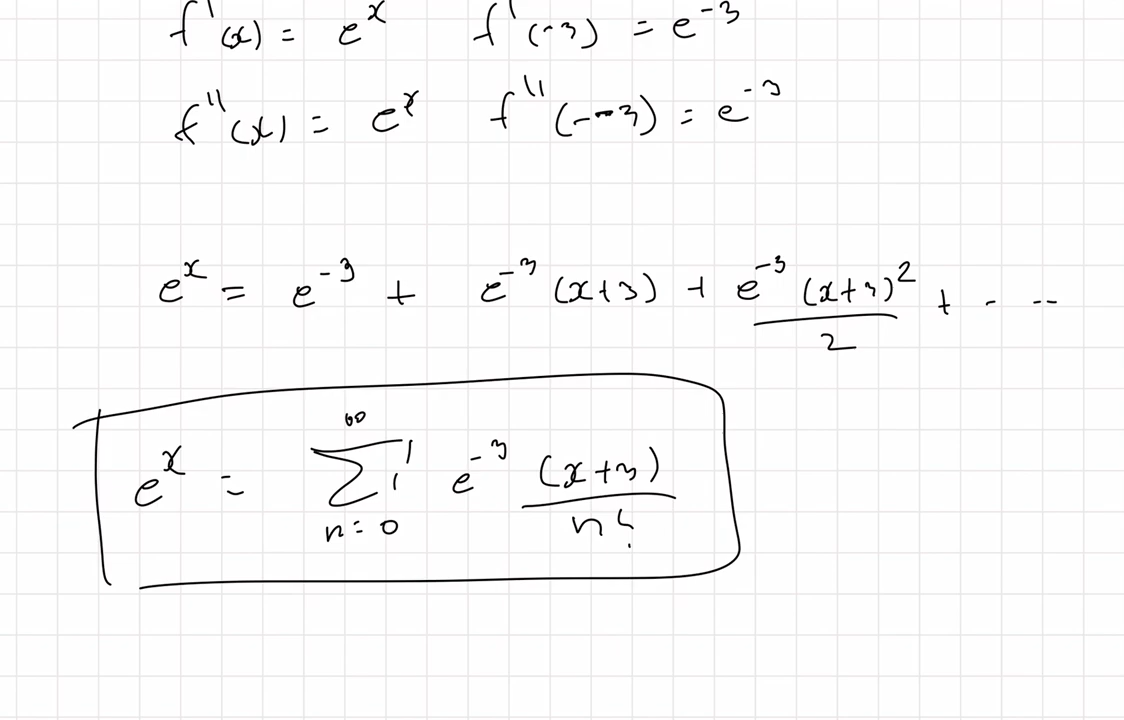 f'(x) = e^x f'(-3) = e^-3
f''(x) = e^x f''(-3) = e^-3
e^x = e^-3 + e^-3 (x+3) + e^-3 (x+3)^2 / 2 + - --
e^x = ∑_{n=0}^{∞} e^-3 (x+3) / n!